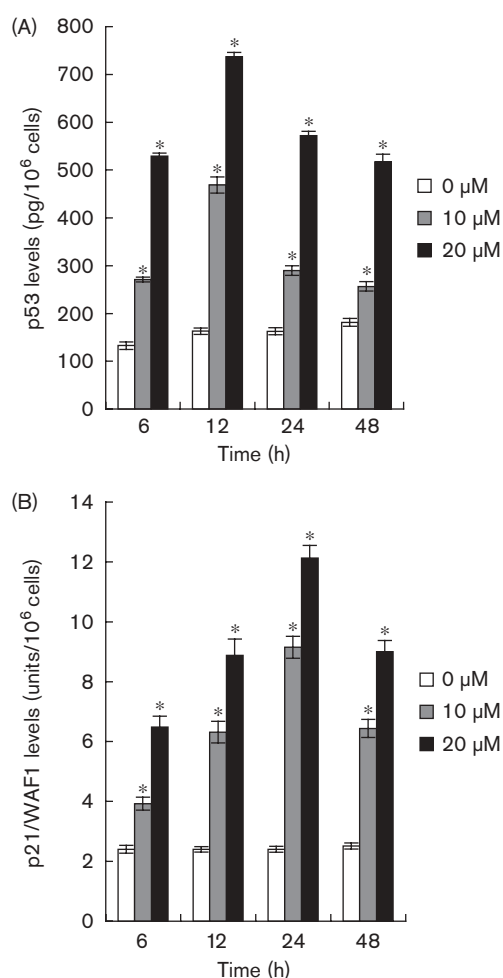 (A)
800
700
600
500
400
300
200
100
0
p53 levels (pg/10⁶ cells)
* * * *
* * * *
0 µM
10 µM
20 µM
6 12 24 48
Time (h)
(B)
14
12
10
8
6
4
2
0
p21/WAF1 levels (units/10⁶ cells)
* * * *
* * * *
0 µM
10 µM
20 µM
6 12 24 48
Time (h)